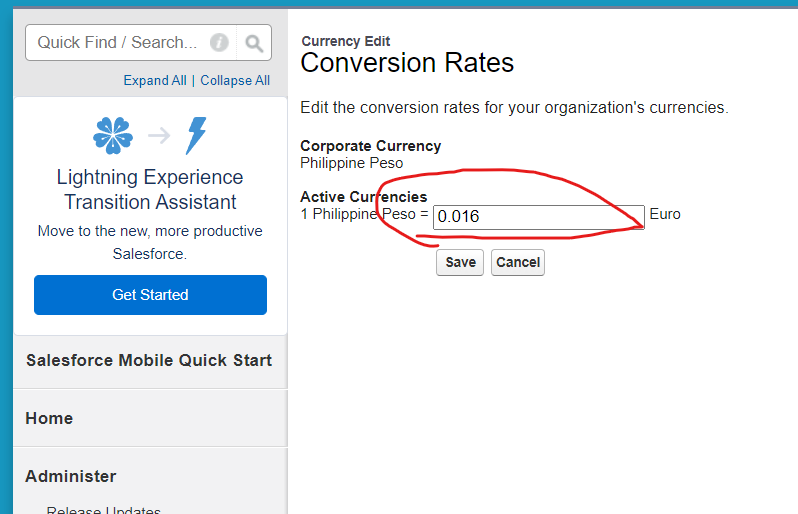 Quick Find / Search...
Expand All | Collapse All
Lightning Experience
Transition Assistant
Move to the new, more productive
Salesforce.
Get Started
Salesforce Mobile Quick Start
Home
Administer
Release Updates
Currency Edit
Conversion Rates
Edit the conversion rates for your organization's currencies.
Corporate Currency
Philippine Peso
Active Currencies
1 Philippine Peso = 0.016 Euro
Save Cancel